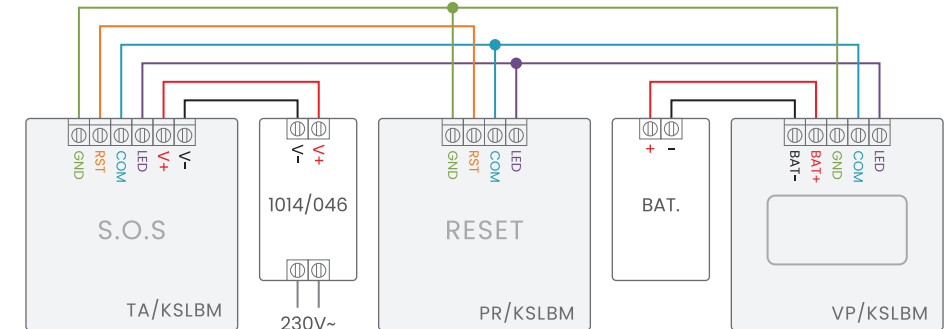 GND RST COM LED V+ V-
S.O.S
TA/KSLBM
V- V+
1014/046
230V~
GND RST COM LED
RESET
PR/KSLBM
+ -
BAT.
BAT- BAT+ GND COM LED
VP/KSLBM